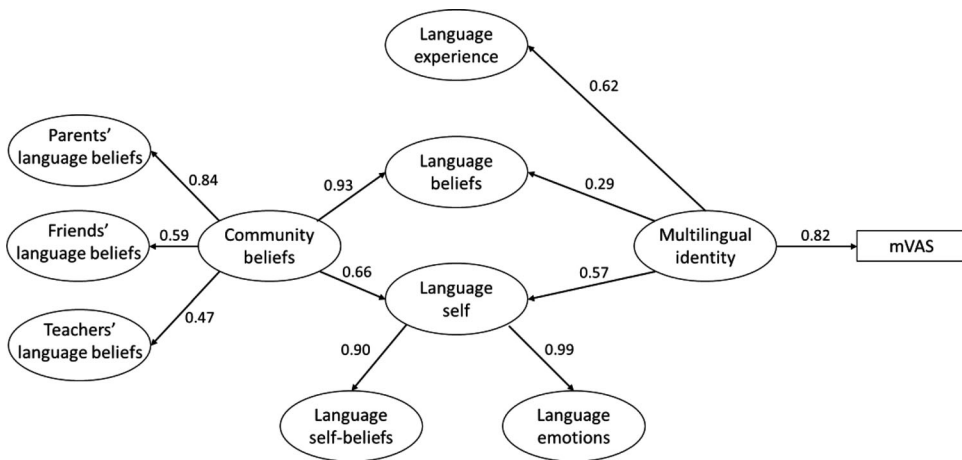 Language
experience
0.62
Parents'
language beliefs
0.84
0.93
Language
beliefs
0.29
Friends'
language beliefs
0.59
Community
beliefs
Multilingual
identity
0.82
mVAS
0.66
Language
self
0.57
Teachers'
language beliefs
0.47
0.90
0.99
Language
self-beliefs
Language
emotions